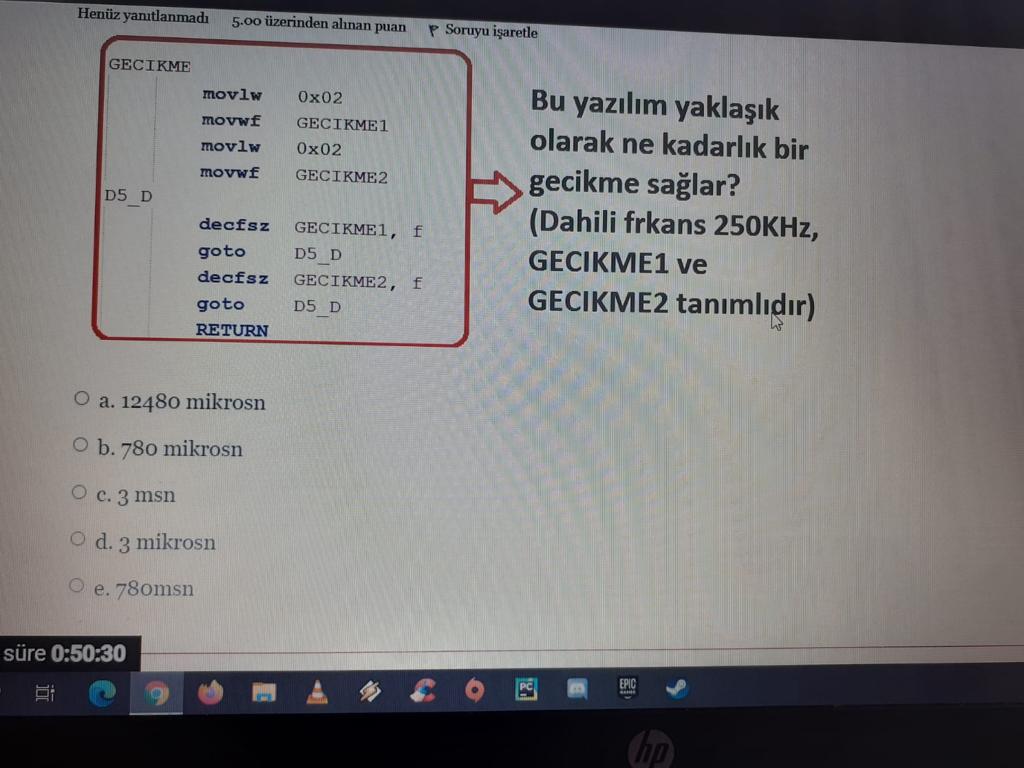 Henüz yanıtlanmadı 5.00 üzerinden alınan puan Soruyu işaretle
GECIKME
movlw 0x02
movwf GECIKME1
movlw 0x02
movwf GECIKME2
D5_D
decfsz GECIKME1, f
goto D5_D
decfsz GECIKME2, f
goto D5_D
RETURN
Bu yazılım yaklaşık
olarak ne kadarlık bir
gecikme sağlar?
(Dahili frkans 250KHz,
GECIKME1 ve
GECIKME2 tanımlıdır)
a. 12480 mikrosn
b. 780 mikrosn
c. 3 msn
d. 3 mikrosn
e. 780msn
süre 0:50:30
PC
EPIC
GAMES
hp